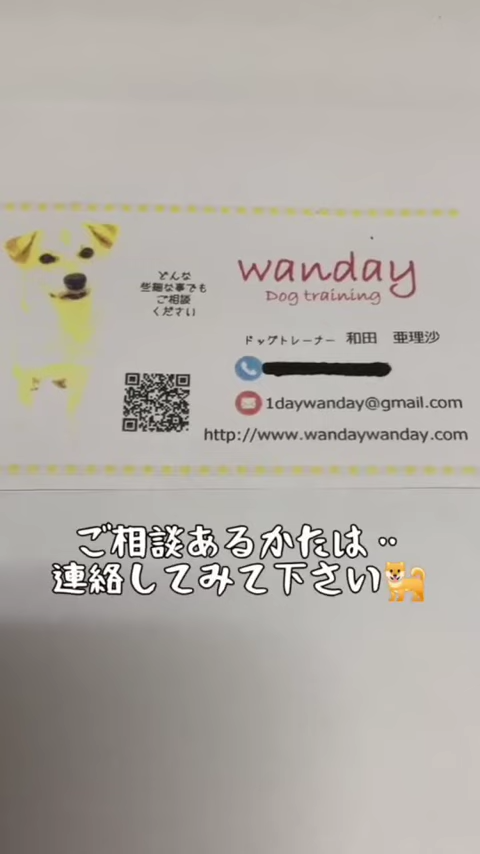 どんな
些細な事でも
ご相談
ください
wanday
Dog training
ドッグトレーナー 和田 亜理沙
1daywanday@gmail.com
http://www.wandaywanday.com
ご相談あるかたは‥
連絡してみて下さい🐕